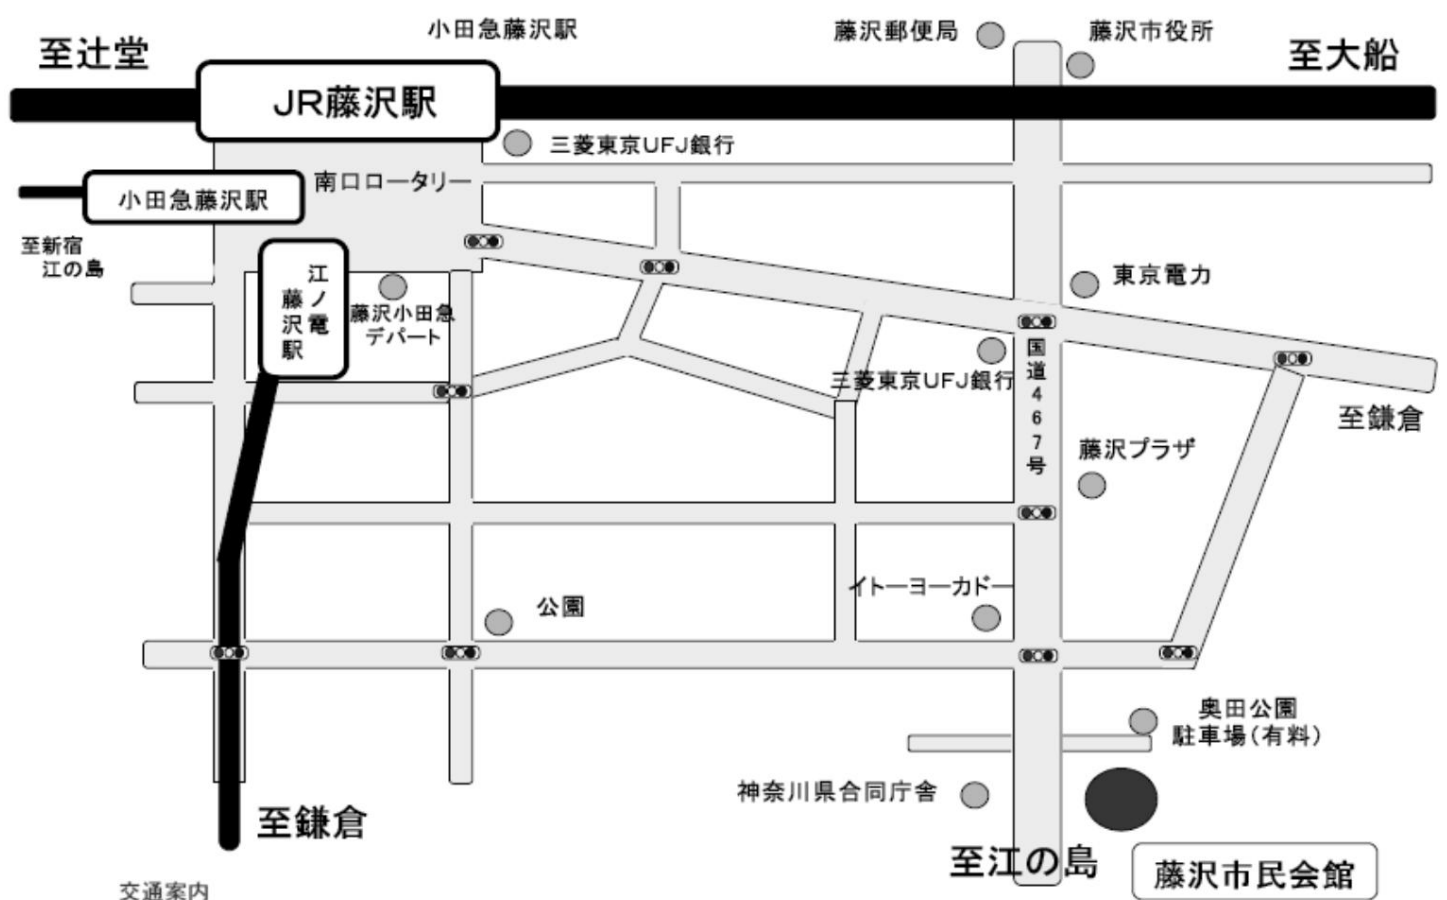 小田急藤沢駅
藤沢郵便局
藤沢市役所
至辻堂
至大船
JR藤沢駅
三菱東京UFJ銀行
南口ロータリー
小田急藤沢駅
至新宿
江の島
江ノ電
藤沢駅
藤沢小田急
デパート
東京電力
三菱東京UFJ銀行
国道467号
至鎌倉
藤沢プラザ
イトーヨーカドー
公園
奥田公園
駐車場(有料)
神奈川県合同庁舎
至鎌倉
至江の島
藤沢市民会館
交通案内